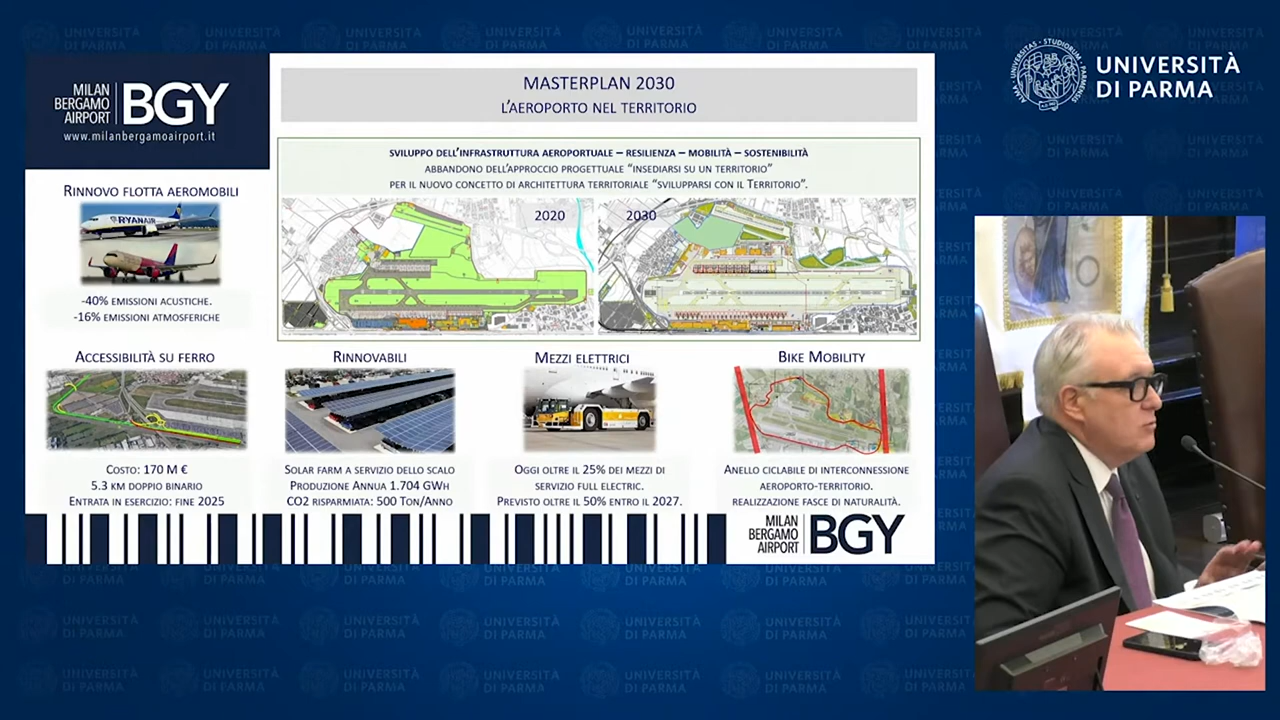 MILAN
BERGAMO
AIRPORT
BGY
www.milanbergamoairport.it
MASTERPLAN 2030
L'AEROPORTO NEL TERRITORIO
SVILUPPO DELL'INFRASTRUTTURA AEROPORTUALE – RESILIENZA – MOBILITÀ – SOSTENIBILITÀ
ABBANDONO DELL'APPROCCIO PROGETTUALE "INSEDIARSI SU UN TERRITORIO"
PER IL NUOVO CONCETTO DI ARCHITETTURA TERRITORIALE "SVILUPPARSI CON IL TERRITORIO".
2020
2030
RINNOVO FLOTTA AEROMOBILI
RYANAIR
-40% EMISSIONI ACUSTICHE.
-16% EMISSIONI ATMOSFERICHE
ACCESSIBILITÀ SU FERRO
COSTO: 170 M €
5.3 KM DOPPIO BINARIO
ENTRATA IN ESERCIZIO: FINE 2025
RINNOVABILI
SOLAR FARM A SERVIZIO DELLO SCALO
PRODUZIONE ANNUA 1.704 GWH
CO2 RISPARMIATA: 500 TON/ANNO
MEZZI ELETTRICI
OGGI OLTRE IL 25% DEI MEZZI DI
SERVIZIO FULL ELECTRIC.
PREVISTO OLTRE IL 50% ENTRO IL 2027.
BIKE MOBILITY
ANELLO CICLABILE DI INTERCONNESSIONE
AEROPORTO-TERRITORIO.
REALIZZAZIONE FASCE DI NATURALITÀ.
MILAN
BERGAMO
AIRPORT
BGY
UNIVERSITÀ
DI PARMA